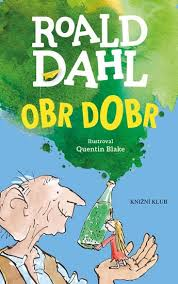 ROALD
DAHL
OBR DOBR
Ilustroval
Quentin Blake
KNIŽNÍ KLUB